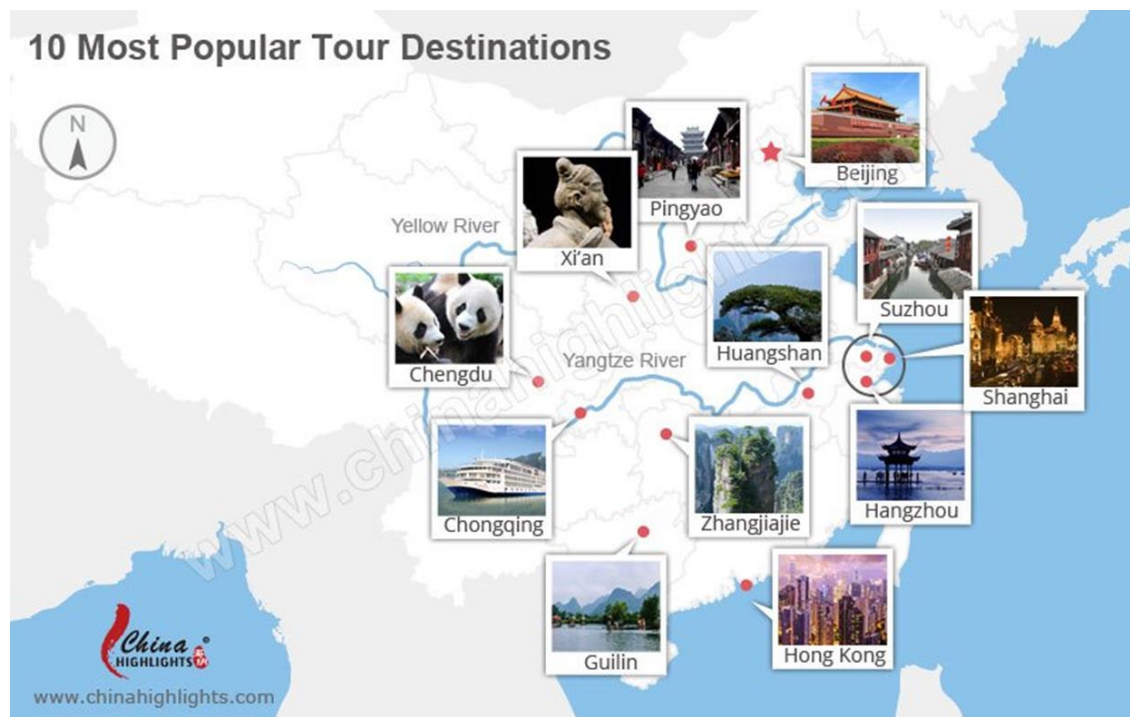 10 Most Popular Tour Destinations
N
Beijing
Pingyao
Yellow River
Xi'an
Suzhou
Huangshan
Yangtze River
Chengdu
Shanghai
Chongqing
Zhangjiajie
Hangzhou
Guilin
Hong Kong
www.chinahighlights.com
China
HIGHLIGHTS
®
www.chinahighlights.com